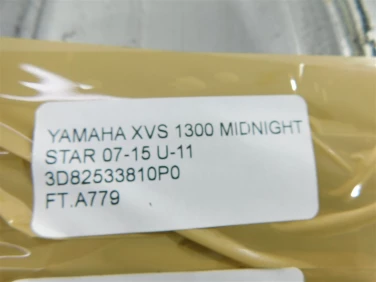 YAMAHA XVS 1300 MIDNIGHT
STAR 07-15 U-11
3D82533810P0
FT.A779